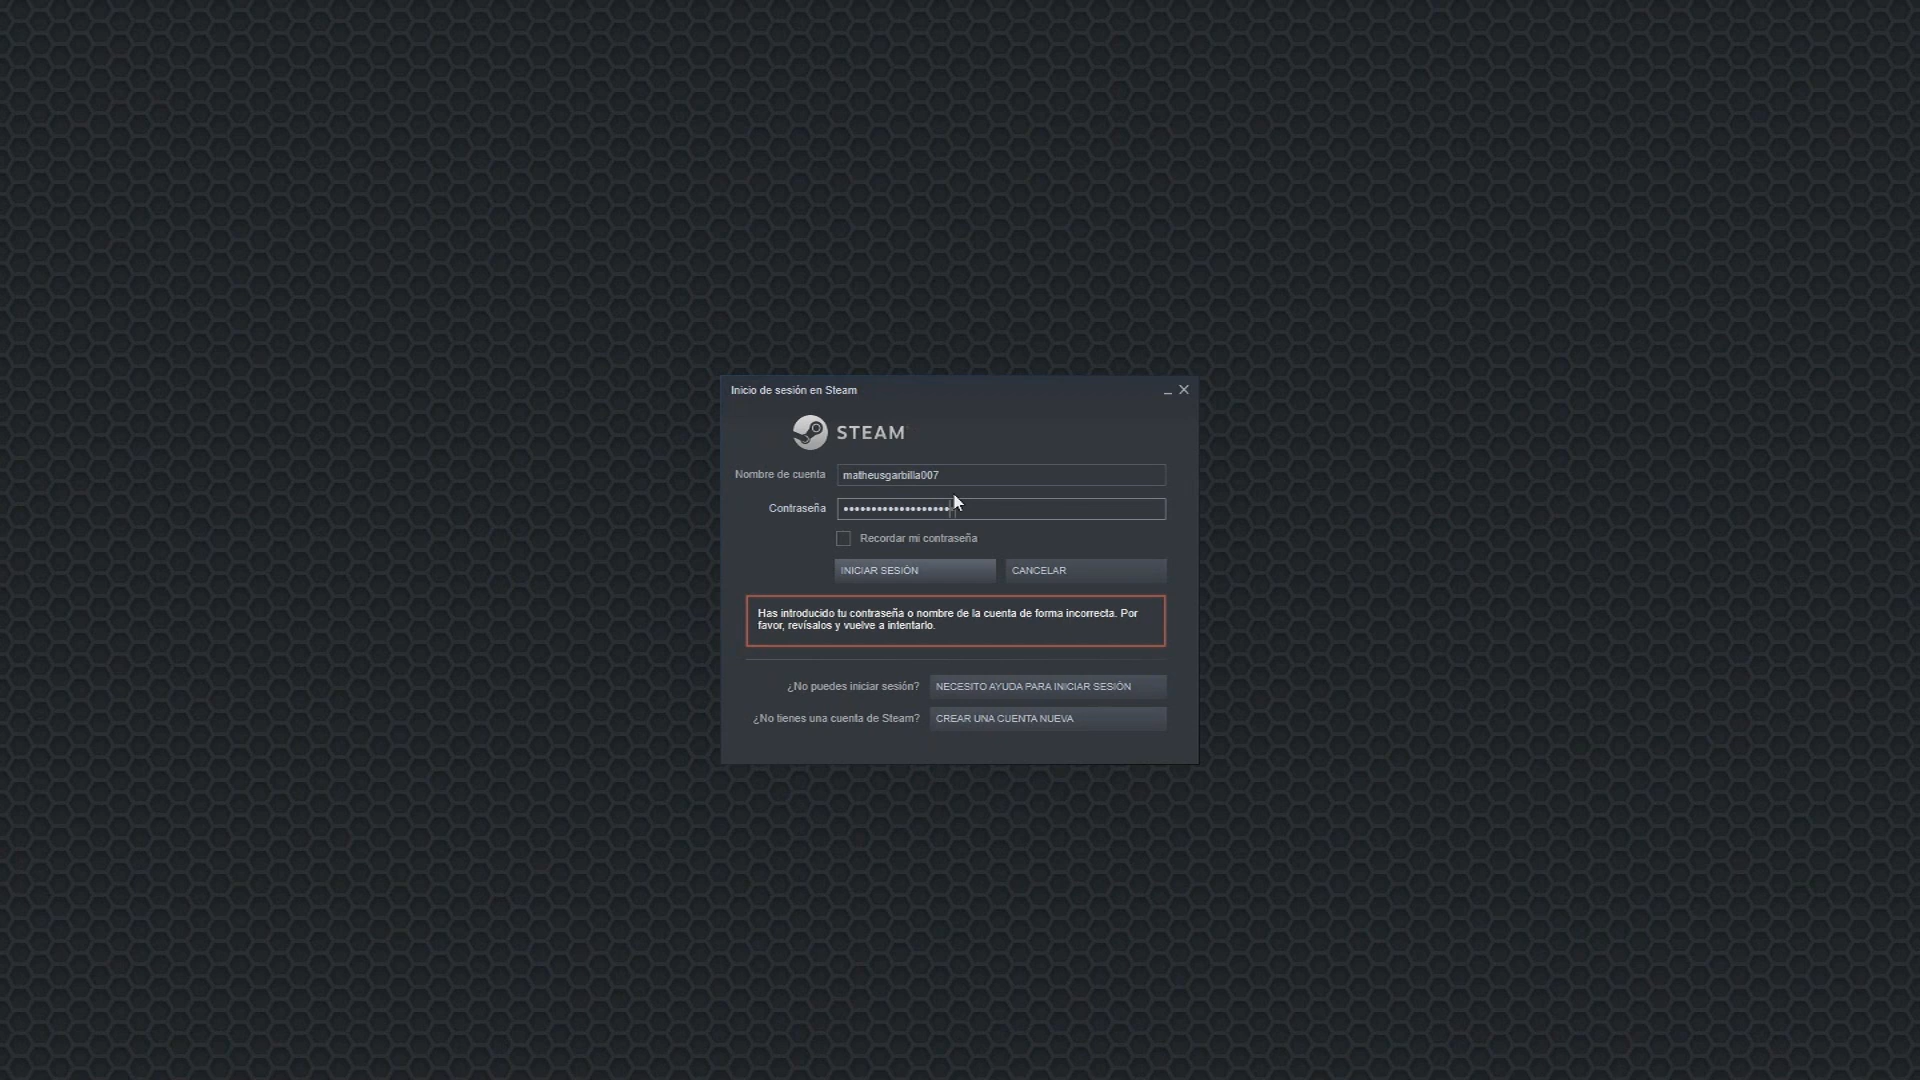 Inicio de sesión en Steam
STEAM
Nombre de cuenta matheusgarbilla007
Contraseña ••••••••••••••••••••
Recordar mi contraseña
INICIAR SESIÓN CANCELAR
Has introducido tu contraseña o nombre de la cuenta de forma incorrecta. Por
favor, revísalos y vuelve a intentarlo.
¿No puedes iniciar sesión? NECESITO AYUDA PARA INICIAR SESIÓN
¿No tienes una cuenta de Steam? CREAR UNA CUENTA NUEVA